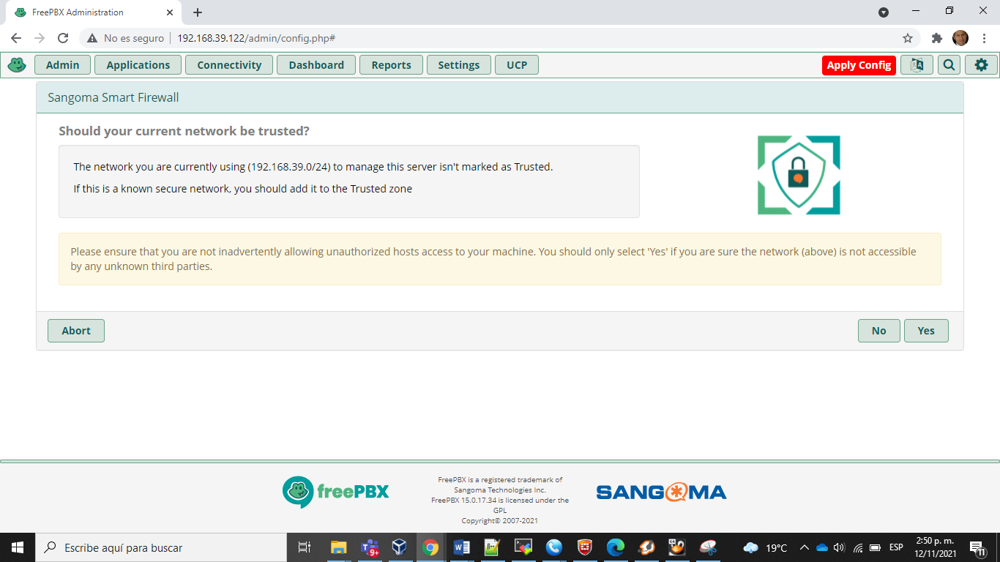 FreePBX Administration
No es seguro
192.168.39.122/admin/config.php#
Admin
Applications
Connectivity
Dashboard
Reports
Settings
UCP
Apply Config
Sangoma Smart Firewall
Should your current network be trusted?
The network you are currently using (192.168.39.0/24) to manage this server isn't marked as Trusted.
If this is a known secure network, you should add it to the Trusted zone
Please ensure that you are not inadvertently allowing unauthorized hosts access to your machine. You should only select 'Yes' if you are sure the network (above) is not accessible
by any unknown third parties.
Abort
No
Yes
freePBX
FreePBX is a registered trademark of
Sangoma Technologies Inc.
FreePBX 15.0.17.34 is licensed under the
GPL
Copyright© 2007-2021
SANGOMA
Escribe aquí para buscar
9+
19°C
ESP
2:50 p. m.
12/11/2021
11